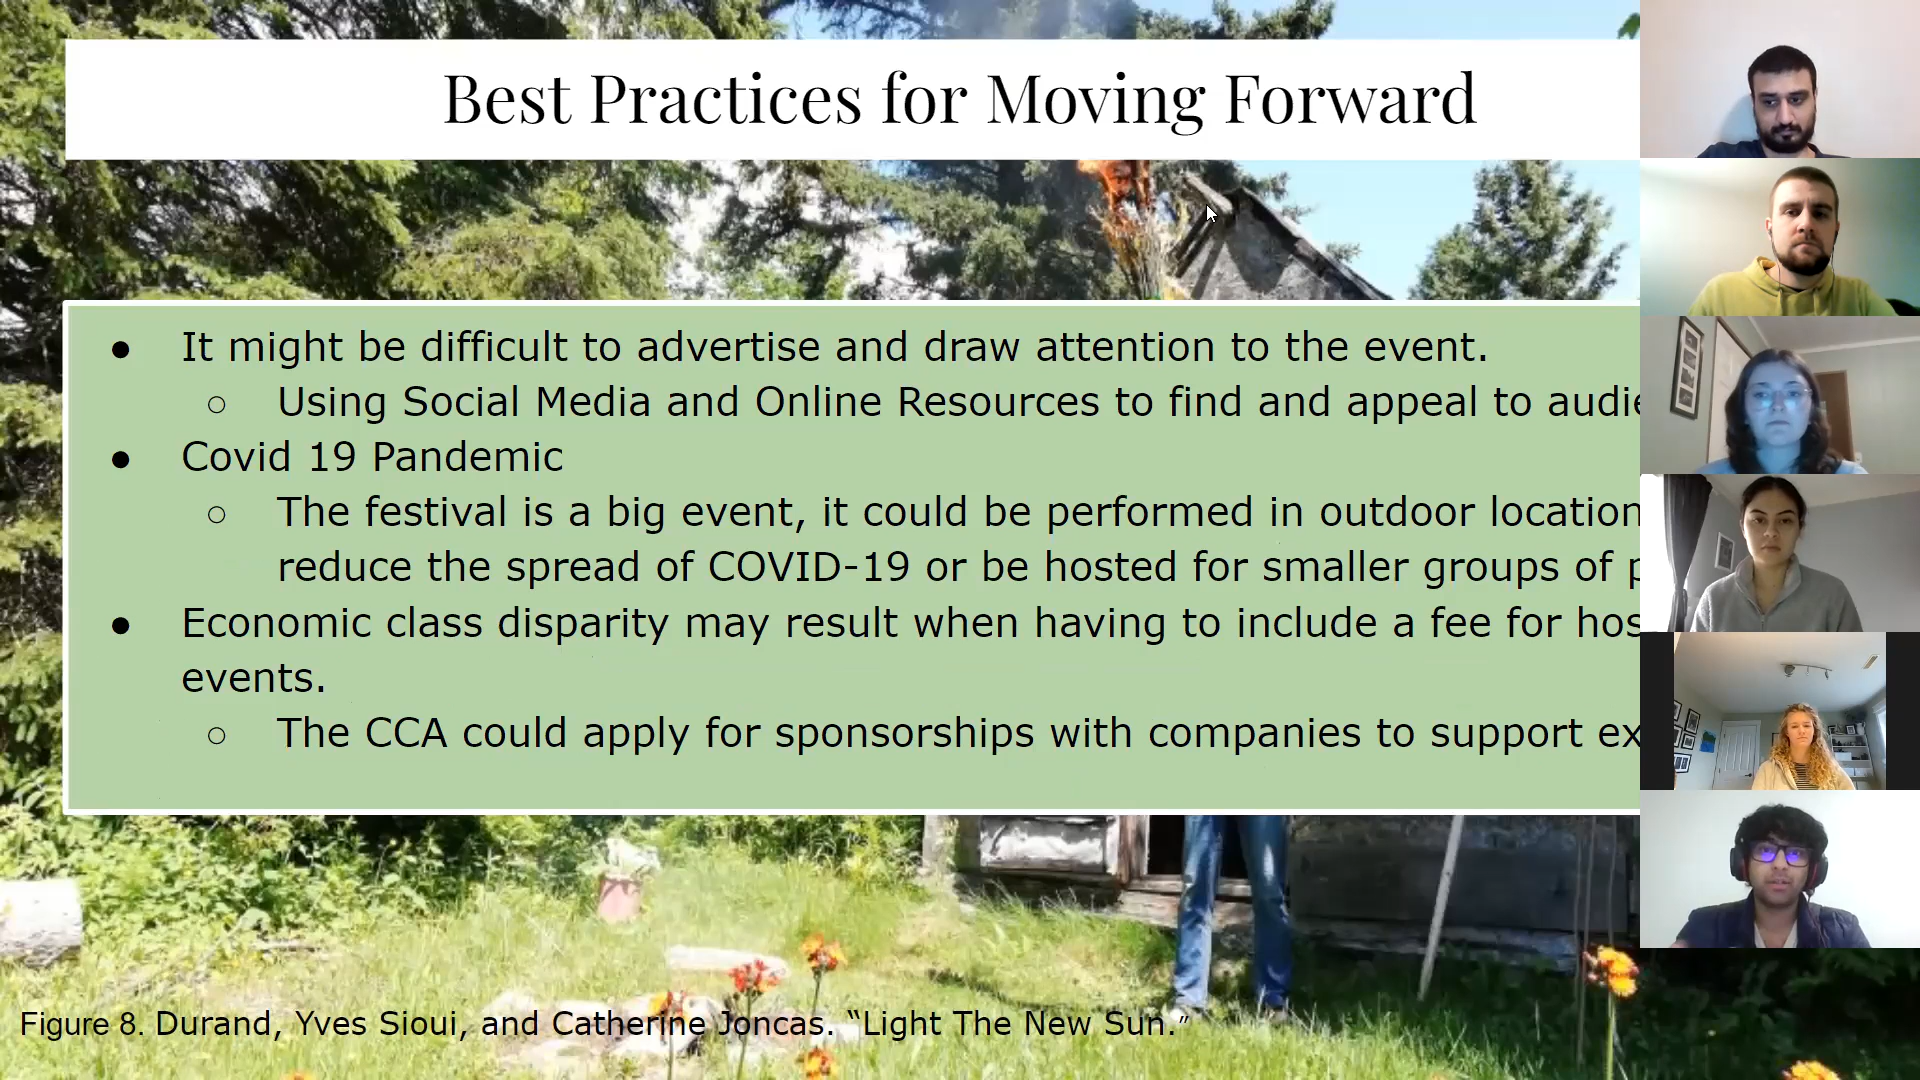 Best Practices for Moving Forward
● It might be difficult to advertise and draw attention to the event.
○ Using Social Media and Online Resources to find and appeal to
● Covid 19 Pandemic
○ The festival is a big event, it could be performed in outdoor
reduce the spread of COVID-19 or be hosted for smaller groups of
● Economic class disparity may result when having to include a fee for
events.
○ The CCA could apply for sponsorships with companies to support
Figure 8. Durand, Yves Sioui, and Catherine Joncas. “Light The New Sun.”